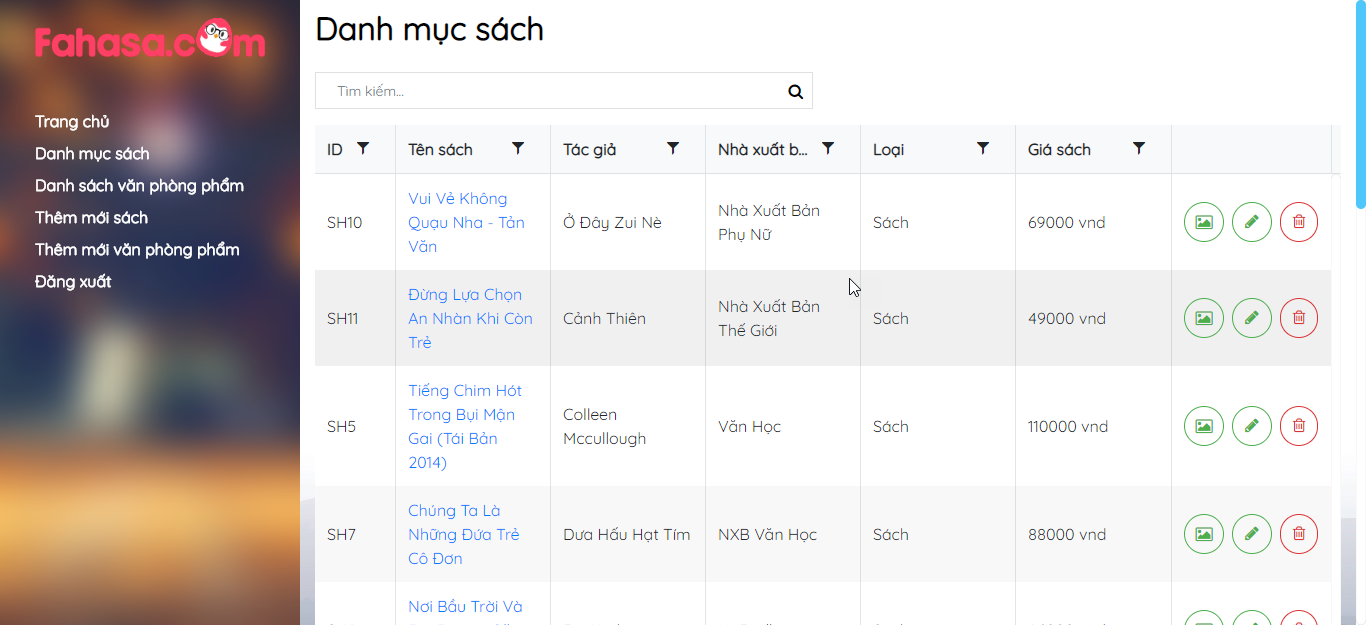 Fahasa.com
Trang chủ
Danh mục sách
Danh sách văn phòng phẩm
Thêm mới sách
Thêm mới văn phòng phẩm
Đăng xuất
Danh mục sách
Tìm kiếm...
ID Tên sách Tác giả Nhà xuất b... Loại Giá sách
SH10
Vui Vẻ Không
Quạu Nha - Tản
Văn
Ở Đây Zui Nè
Nhà Xuất Bản
Phụ Nữ
Sách
69000 vnd
SH11
Đừng Lựa Chọn
An Nhàn Khi Còn
Trẻ
Cảnh Thiên
Nhà Xuất Bản
Thế Giới
Sách
49000 vnd
SH5
Tiếng Chim Hót
Trong Bụi Mận
Gai (Tái Bản
2014)
Colleen
Mccullough
Văn Học
Sách
110000 vnd
SH7
Chúng Ta Là
Những Đứa Trẻ
Cô Đơn
Dưa Hấu Hạt Tím
NXB Văn Học
Sách
88000 vnd
Nơi Bầu Trời Và